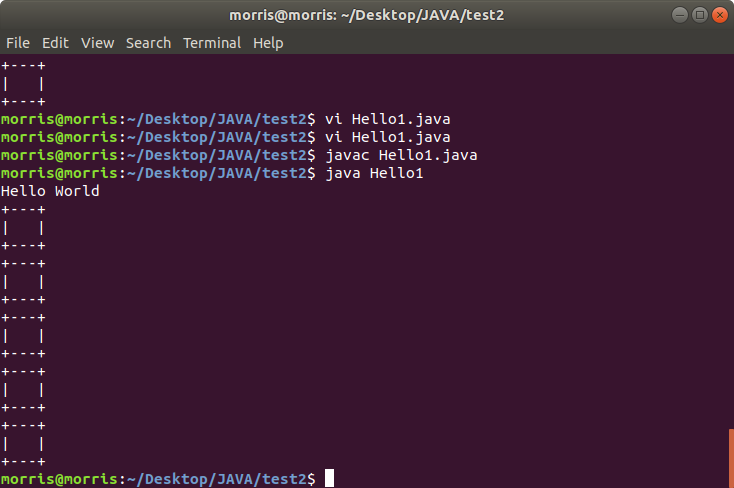 morris@morris: ~/Desktop/JAVA/test2
File Edit View Search Terminal Help
+---+
|   |
+---+
morris@morris:~/Desktop/JAVA/test2$ vi Hello1.java
morris@morris:~/Desktop/JAVA/test2$ vi Hello1.java
morris@morris:~/Desktop/JAVA/test2$ javac Hello1.java
morris@morris:~/Desktop/JAVA/test2$ java Hello1
Hello World
+---+
|   |
+---+
+---+
|   |
+---+
+---+
|   |
+---+
+---+
|   |
+---+
+---+
|   |
+---+
morris@morris:~/Desktop/JAVA/test2$